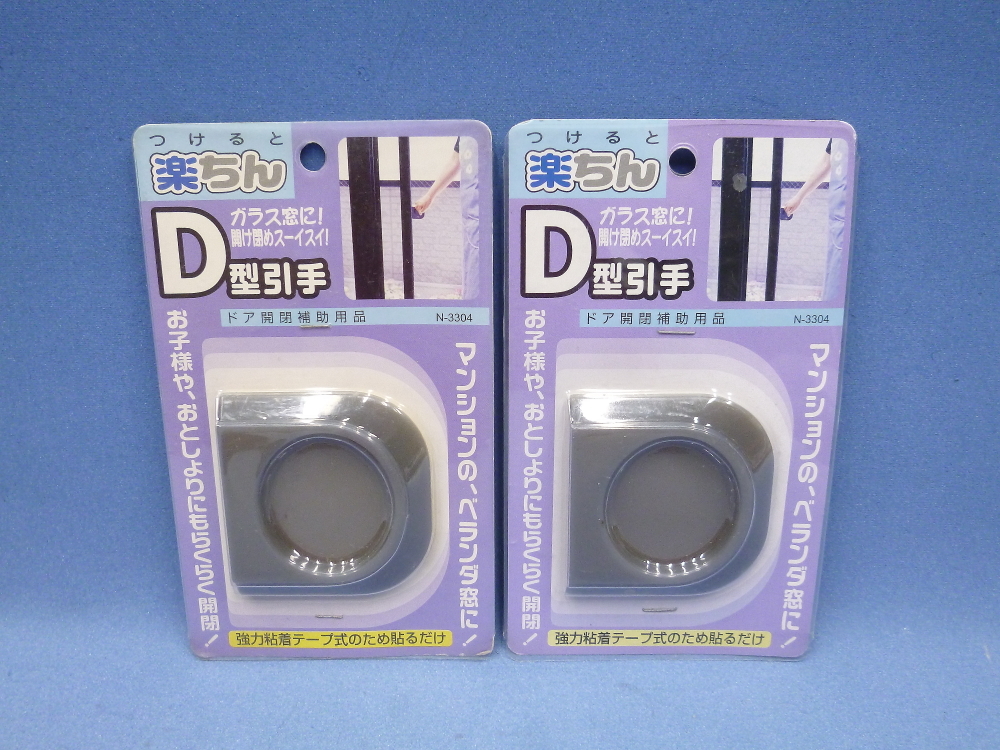 つけると
楽ちん
ガラス窓に!
開け閉めスーイスイ!
D型引手
ドア開閉補助用品 N-3304
マンションの、ベランダ窓に!
お子様や、おとしよりにもらくらく開閉!
強力粘着テープ式のため貼るだけ
つけると
楽ちん
ガラス窓に!
開け閉めスーイスイ!
D型引手
ドア開閉補助用品 N-3304
マンションの、ベランダ窓に!
お子様や、おとしよりにもらくらく開閉!
強力粘着テープ式のため貼るだけ